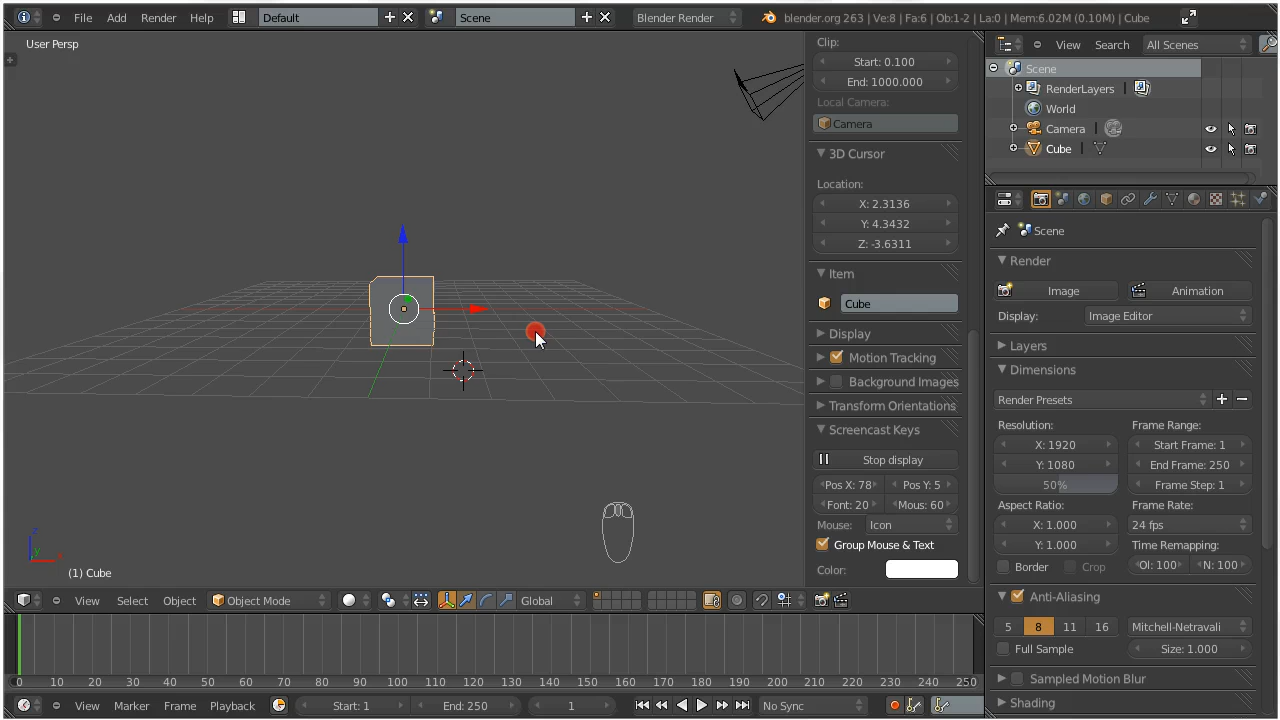 File Add Render Help Default Scene Blender Render blender.org 263 | Ve:8 | Fa:6 | Ob:1-2 | La:0 | Mem:6.02M (0.10M) | Cube
User Persp
Clip:
Start: 0.100
End: 1000.000
Local Camera:
Camera
3D Cursor
Location:
X: 2.3136
Y: 4.3432
Z: -3.6311
Item
Cube
Display
Motion Tracking
Background Images
Transform Orientations
Screencast Keys
Stop display
Pos X: 78 Pos Y: 5
Font: 20 Mous: 60
Mouse: Icon
Group Mouse & Text
Color:
z
y
x
(1) Cube
View Select Object Object Mode Global
0 10 20 30 40 50 60 70 80 90 100 110 120 130 140 150 160 170 180 190 200 210 220 230 240 250
View Marker Frame Playback Start: 1 End: 250 1 No Sync
View Search All Scenes
Scene
RenderLayers
World
Camera
Cube
Scene
Render
Image Animation
Display: Image Editor
Layers
Dimensions
Render Presets
Resolution: Frame Range:
X: 1920 Start Frame: 1
Y: 1080 End Frame: 250
50% Frame Step: 1
Aspect Ratio: Frame Rate:
X: 1.000 24 fps
Y: 1.000 Time Remapping:
Border Crop Ol: 100 N: 100
Anti-Aliasing
5 8 11 16 Mitchell-Netravali
Full Sample Size: 1.000
Sampled Motion Blur
Shading